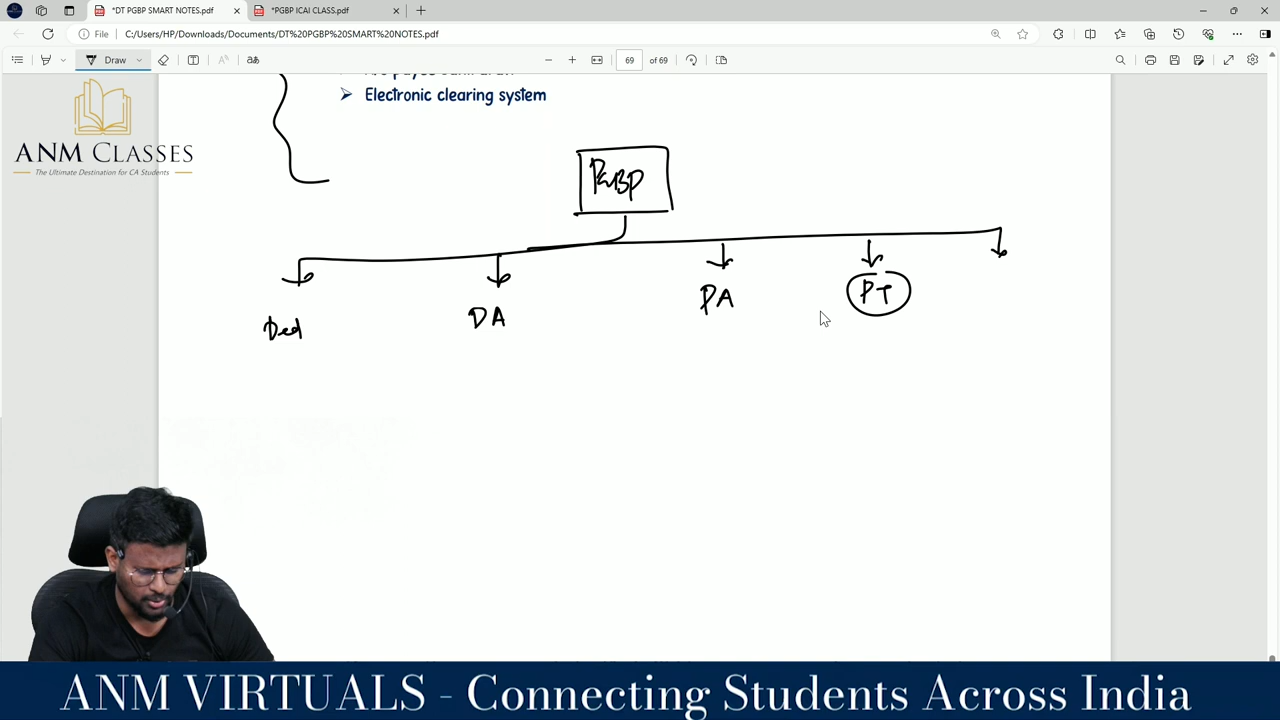 *DT PGBP SMART NOTES.pdf
*PGBP ICAI CLASS.pdf
File
C:/Users/HP/Downloads/Documents/DT%20PGBP%20SMART%20NOTES.pdf
Draw
69 of 69
Electronic clearing system
ANM CLASSES
The Ultimate Destination for CA Students
PGBP
Ded
DA
PA
PT
ANM VIRTUALS - Connecting Students Across India